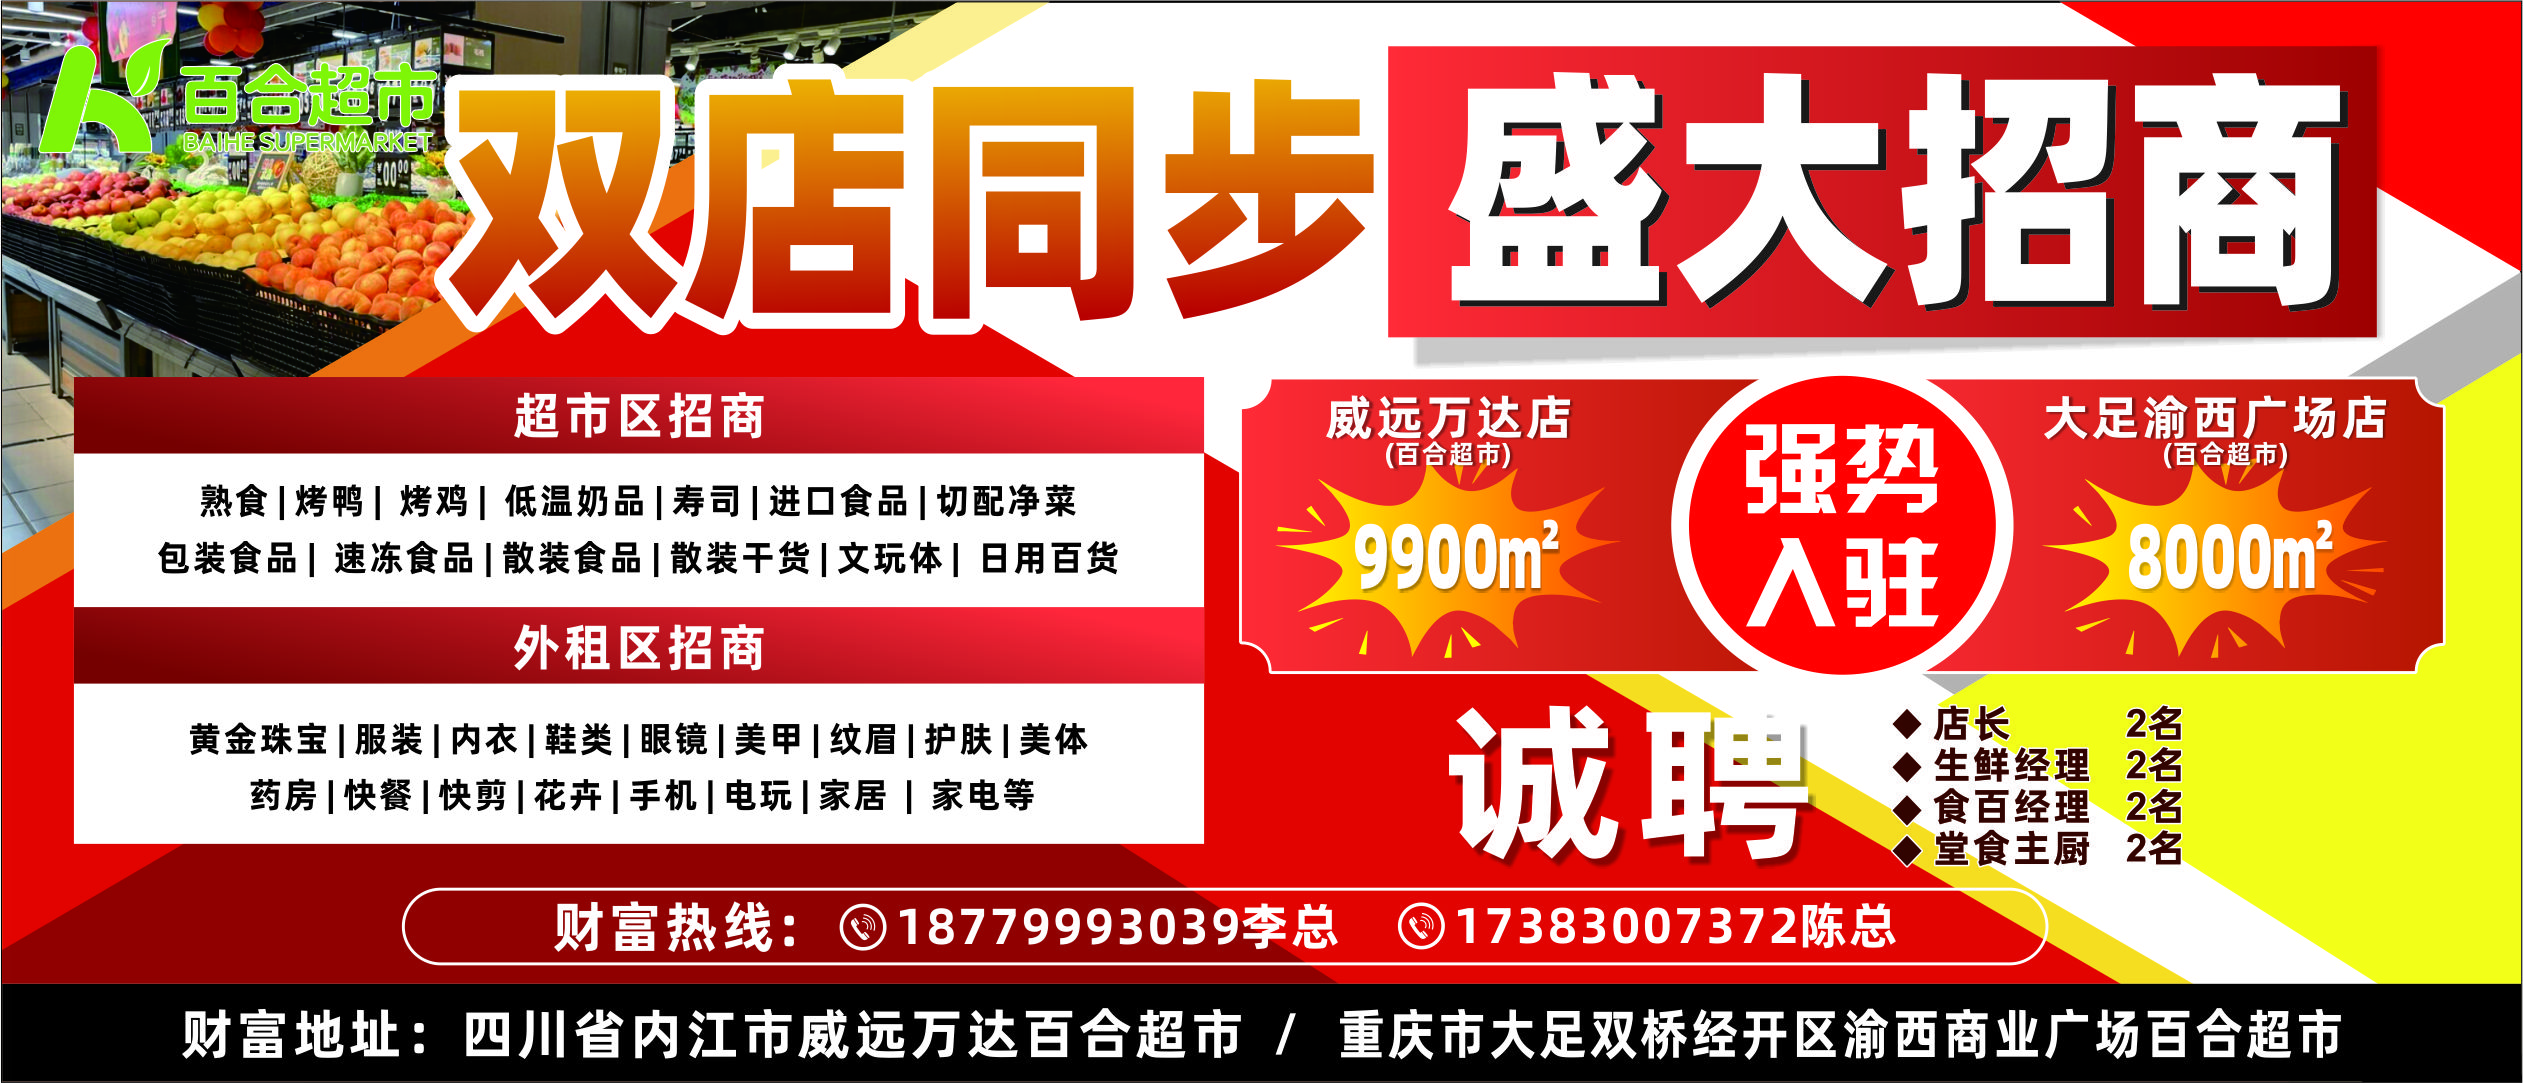 百合超市
BAIHE SUPERMARKET
双店同步 盛大招商
超市区招商
熟食|烤鸭| 烤鸡| 低温奶品|寿司|进口食品|切配净菜
包装食品| 速冻食品|散装食品|散装干货|文玩体| 日用百货
外租区招商
黄金珠宝|服装|内衣|鞋类|眼镜|美甲|纹眉|护肤|美体
药房|快餐|快剪|花卉|手机|电玩|家居 | 家电等
威远万达店
(百合超市)
9900m²
强势
入驻
大足渝西广场店
(百合超市)
8000m²
诚聘
◆ 店长 2名
◆ 生鲜经理 2名
◆ 食百经理 2名
◆ 堂食主厨 2名
财富热线: 18779993039李总 17383007372陈总
财富地址: 四川省内江市威远万达百合超市 / 重庆市大足双桥经开区渝西商业广场百合超市